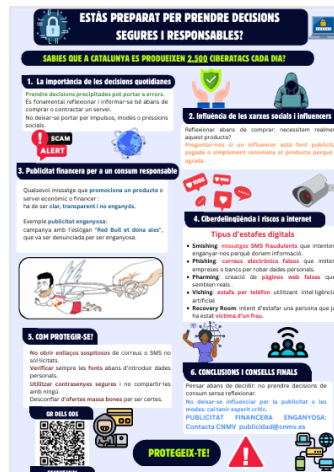 ESTÀS PREPARAT PER PRENDRE DECISIONS
SEGURES I RESPONSABLES?
SABIES QUE A CATALUNYA ES PRODUEIXEN 2.500 CIBERATACS CADA DIA?
1. La importància de les decisions quotidianes
Prendre decisions precipitades pot portar a errors.
És fonamental reflexionar i informar-se bé abans de
comprar o contractar un servei.
No deixar-se portar per impulsos, modes o pressions
socials.
SCAM
ALERT
2. Influència de les xarxes socials i influencers
Reflexionar abans de comprar: necessitem realmen
aquest producte?
Preguntar-nos si un influencer està fent publicita
pagada o simplement recomana el producte perquè
agrada.
3. Publicitat financera per a un consum responsable
Qualsevol missatge que promociona un producte o
servei econòmic o financer :
ha de ser clar, transparent i no enganyós.
Exemple publicitat enganyosa:
campanya amb l'eslògan "Red Bull et dona ales",
que va ser denunciada per ser enganyosa.
4. Ciberdelinqüència i riscos a internet
Tipus d'estafes digitals
Smishing: missatges SMS fraudulents que intenten
enganyar-nos perquè donem informació.
Phishing: correus electrònics falsos que imiten
empreses o bancs per robar dades personals.
Pharming: creació de pàgines web falses que
semblen reals .
Vishing: estafa per telèfon utilitzant intel·ligència
artificial
Recovery Room: intent d'estafar una persona que ja
ha estat víctima d'un frau.
5. COM PROTEGIR-SE?
No obrir enllaços sospitosos de correus o SMS no
sol·licitats.
Verificar sempre les fonts abans d'introduir dades
personals.
Utilitzar contrasenyes segures i no compartir-les
amb ningú.
Desconfiar d'ofertes massa bones per ser certes.
6. CONCLUSIONS I CONSELLS FINALS
Pensar abans de decidir: no prendre decisions de
consum sense reflexionar.
No deixar-se influenciar per la publicitat o les
modes: cal tenir esperit crític.
PUBLICITAT FINANCERA ENGANYOSA:
Contacta CNMV publicidad@cnmv.es
QR DELS ODS
PROTEGEIX-TE!